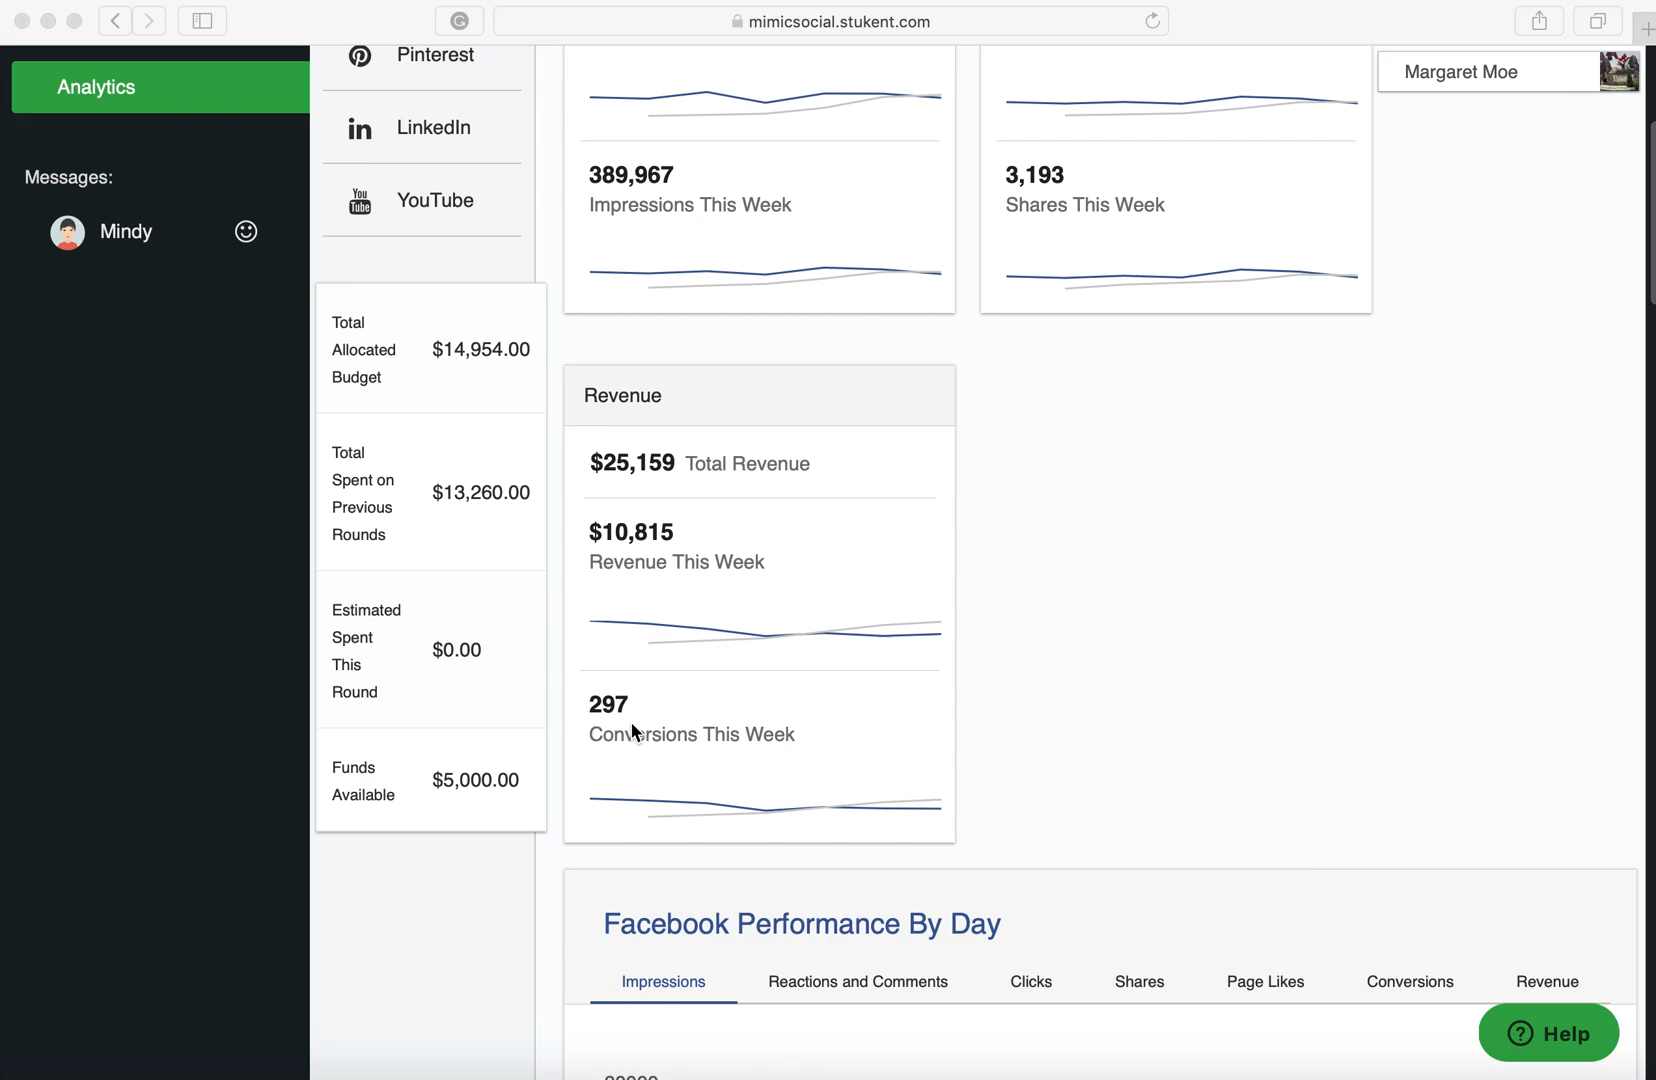 mimicsocial.stukent.com
Analytics
Messages:
Mindy
Pinterest
LinkedIn
You
Tube
YouTube
Total
Allocated
Budget
$14,954.00
Total
Spent on
Previous
Rounds
$13,260.00
Estimated
Spent
This
Round
$0.00
Funds
Available
$5,000.00
389,967
Impressions This Week
3,193
Shares This Week
Margaret Moe
Revenue
$25,159 Total Revenue
$10,815
Revenue This Week
297
Conversions This Week
Facebook Performance By Day
Impressions
Reactions and Comments
Clicks
Shares
Page Likes
Conversions
Revenue
Help